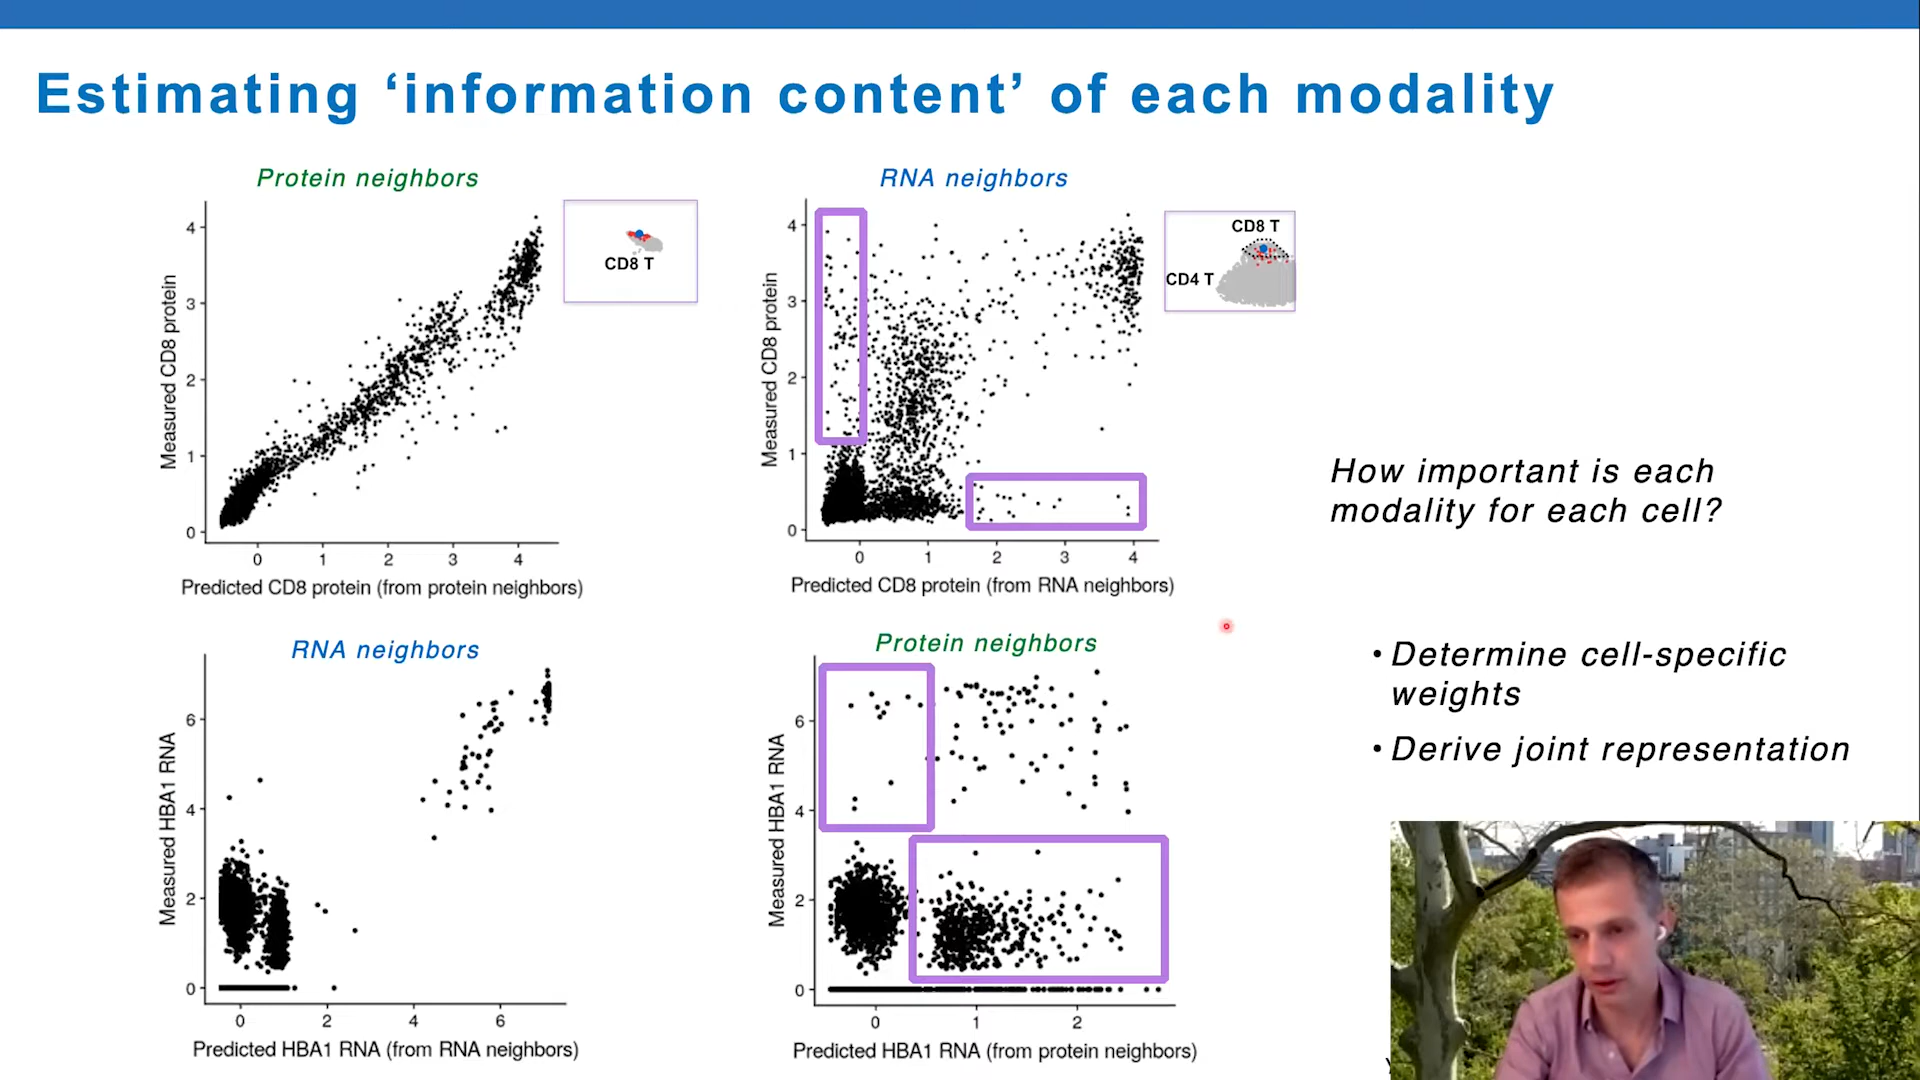 Estimating ‘information content’ of each modality
Protein neighbors
4
3
2
1
0
0 1 2 3 4
Measured CD8 protein
Predicted CD8 protein (from protein neighbors)
CD8 T
RNA neighbors
4
3
2
1
0
0 1 2 3 4
Measured CD8 protein
Predicted CD8 protein (from RNA neighbors)
CD8 T
CD4 T
How important is each
modality for each cell?
RNA neighbors
6
4
2
0
0 2 4 6
Measured HBA1 RNA
Predicted HBA1 RNA (from RNA neighbors)
Protein neighbors
6
4
2
0
0 1 2
Measured HBA1 RNA
Predicted HBA1 RNA (from protein neighbors)
• Determine cell-specific
weights
• Derive joint representation